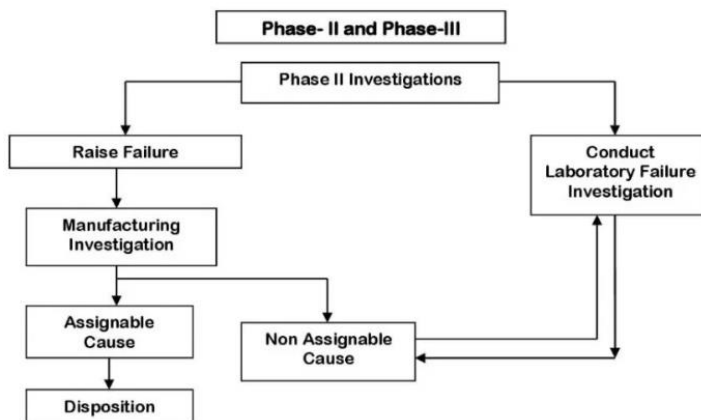 Phase- II and Phase-III
Phase II Investigations
Raise Failure
Conduct
Laboratory Failure
Investigation
Manufacturing
Investigation
Assignable
Cause
Non Assignable
Cause
Disposition